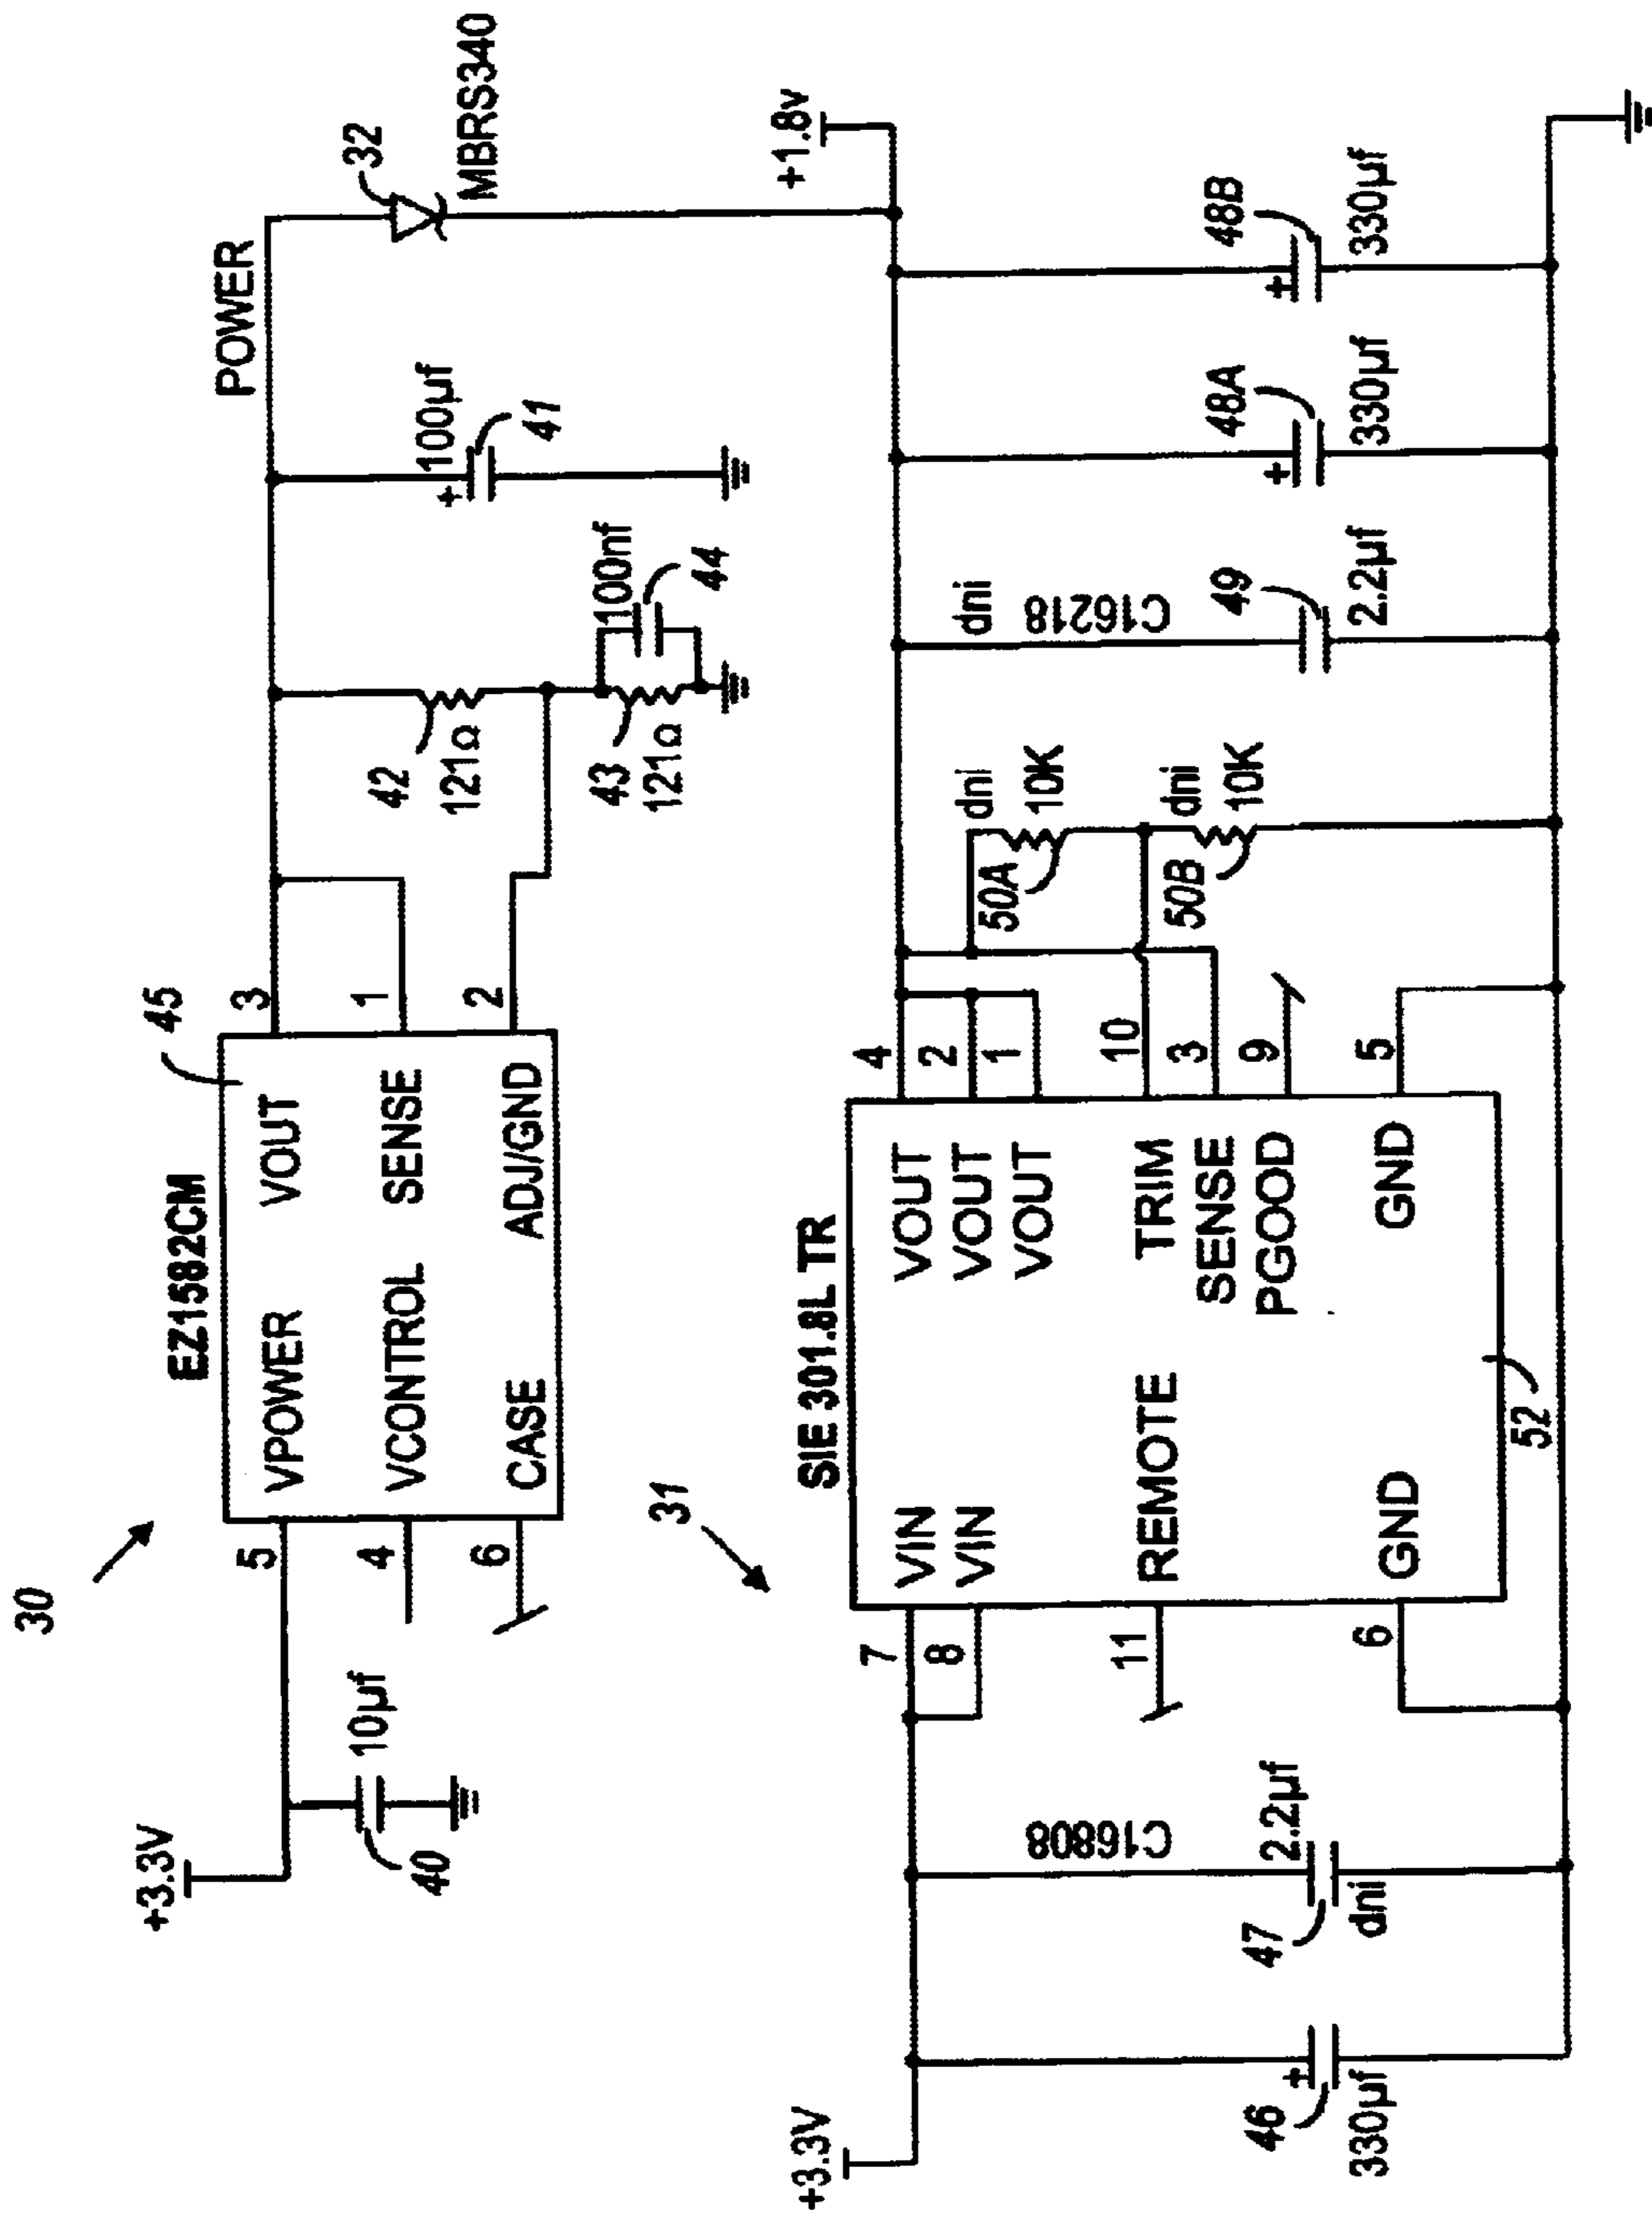 30
EZ1582CM
45
+3.3V
5
VPOWER
VOUT
3
POWER
4
VCONTROL
SENSE
1
6
CASE
ADJ/GND
2
40
10µf
42
121Ω
43
121Ω
100nf
44
100µf
41
32
MBRS340
31
SIE 301.8L TR
+3.3V
+1.8v
7
VIN
VOUT
4
8
VIN
VOUT
2
VOUT
1
11
REMOTE
TRIM
10
SENSE
3
PGOOD
9
6
GND
GND
5
52
46
330µf
C16808
47
2.2µf
dni
dni
50A
10K
dni
50B
10K
dni
C16218
49
2.2µf
48A
+
330µf
48B
+
330µf
+
+